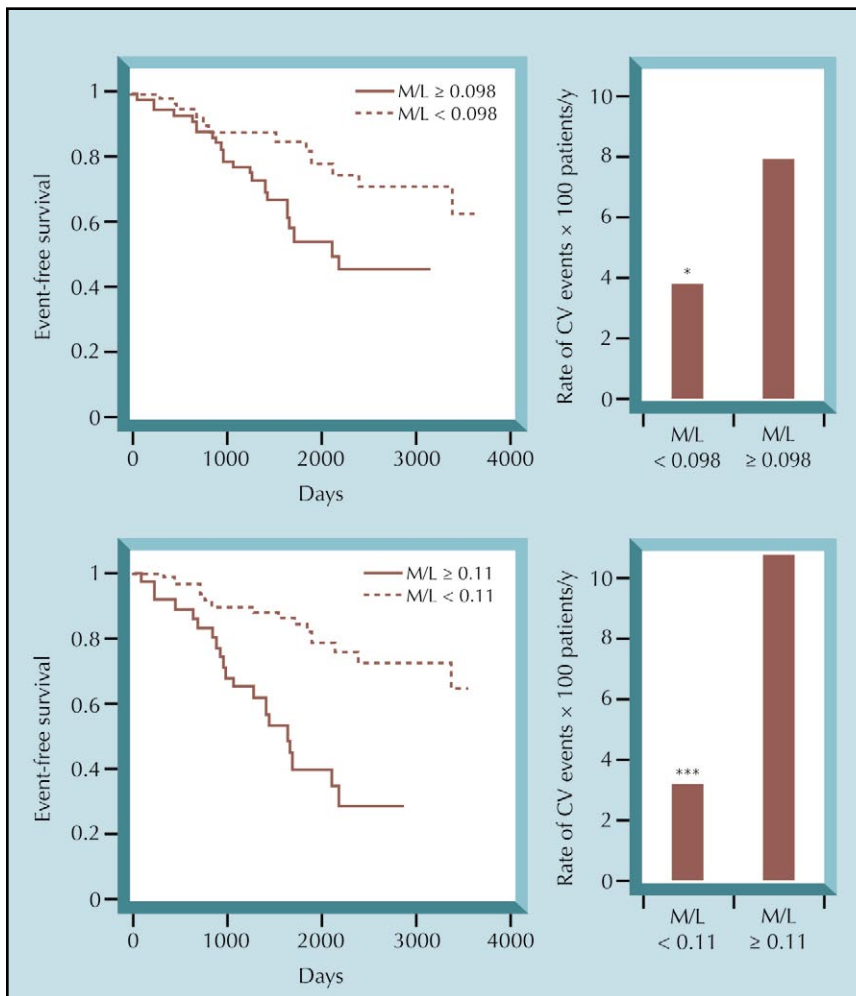 M/L ≥ 0.098
M/L < 0.098
1
0.8
0.6
0.4
0.2
0
Event-free survival
0 1000 2000 3000 4000
Days
10
8
6
4
2
0
Rate of CV events × 100 patients/y
*
M/L M/L
< 0.098 ≥ 0.098
M/L ≥ 0.11
M/L < 0.11
1
0.8
0.6
0.4
0.2
0
Event-free survival
0 1000 2000 3000 4000
Days
10
8
6
4
2
0
Rate of CV events × 100 patients/y
***
M/L M/L
< 0.11 ≥ 0.11